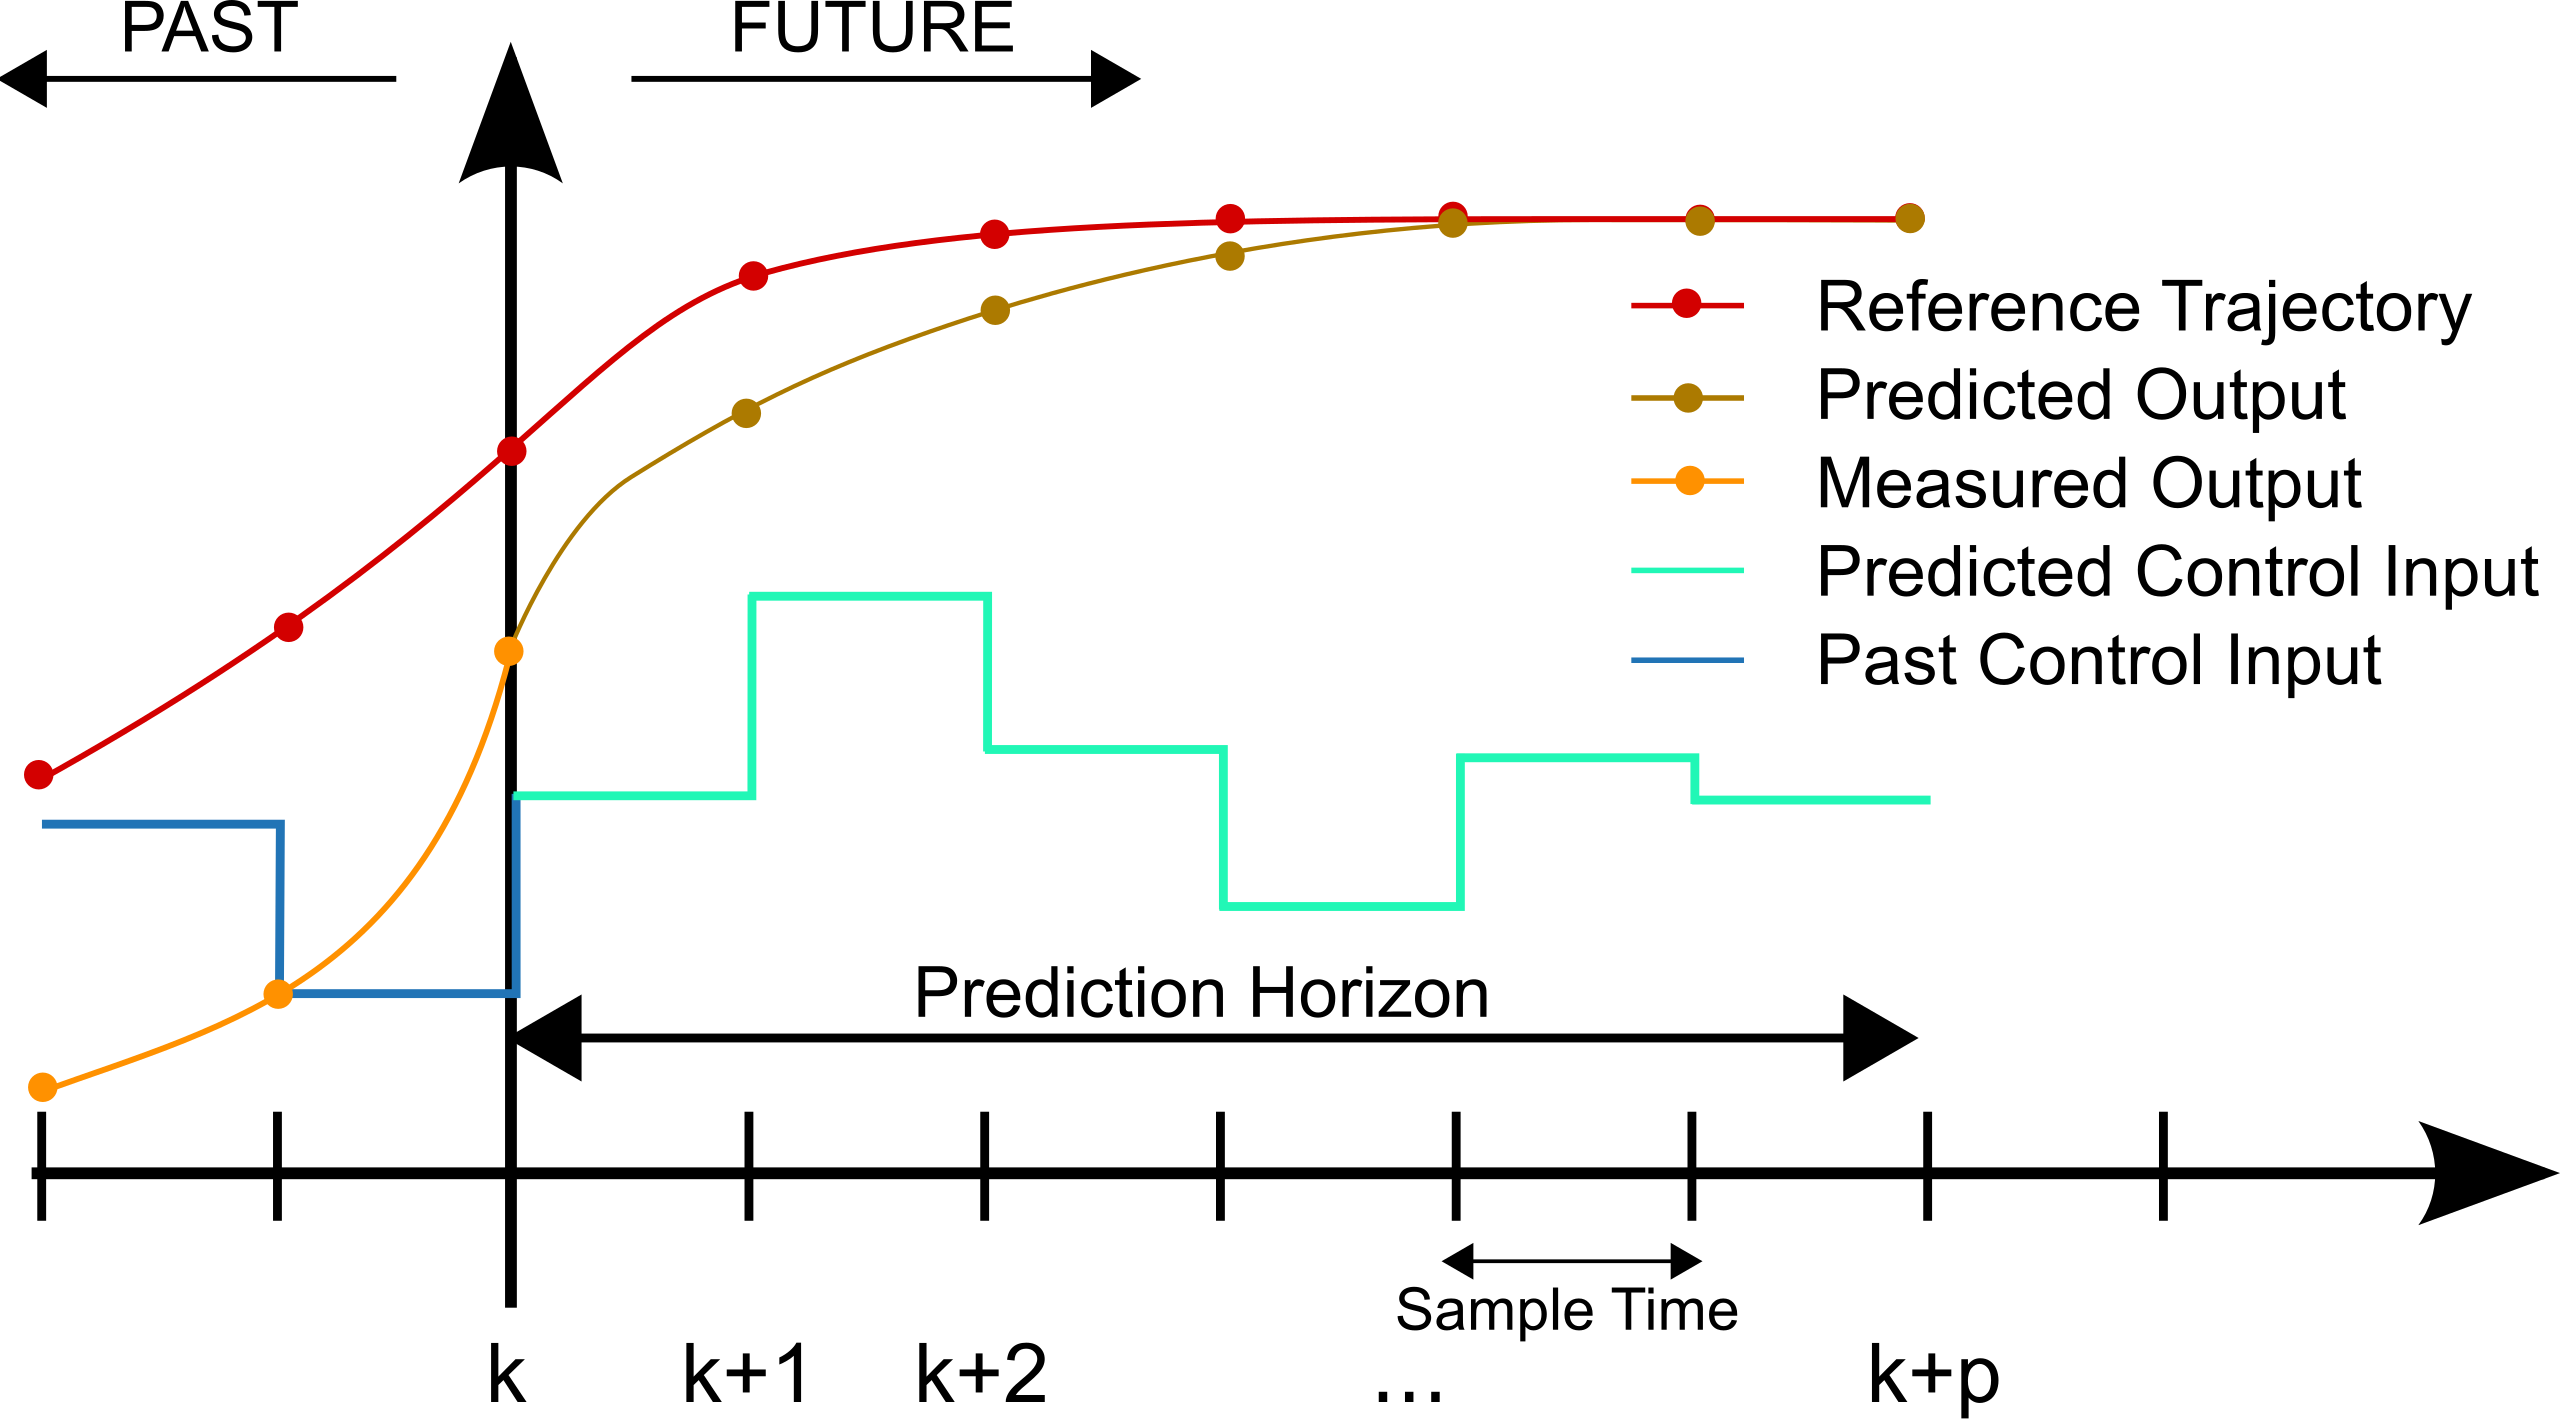 PAST
FUTURE
Reference Trajectory
Predicted Output
Measured Output
Predicted Control Input
Past Control Input
Prediction Horizon
Sample Time
k
k+1
k+2
...
k+p